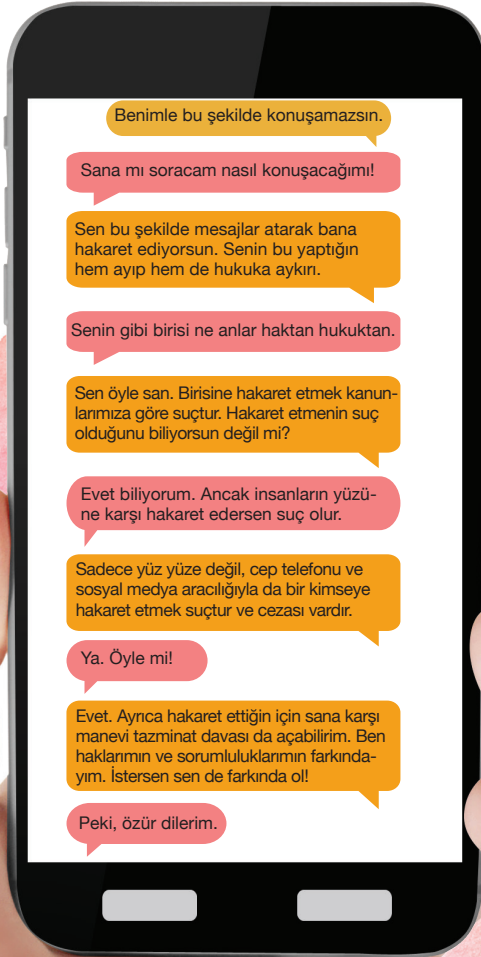 Benimle bu şekilde konuşamazsın.
Sana mı soracam nasıl konuşacağımı!
Sen bu şekilde mesajlar atarak bana
hakaret ediyorsun. Senin bu yaptığın
hem ayıp hem de hukuka aykırı.
Senin gibi birisi ne anlar haktan hukuktan.
Sen öyle san. Birisine hakaret etmek kanun-
larımıza göre suçtur. Hakaret etmenin suç
olduğunu biliyorsun değil mi?
Evet biliyorum. Ancak insanların yüzü-
ne karşı hakaret edersen suç olur.
Sadece yüz yüze değil, cep telefonu ve
sosyal medya aracılığıyla da bir kimseye
hakaret etmek suçtur ve cezası vardır.
Ya. Öyle mi!
Evet. Ayrıca hakaret ettiğin için sana karşı
manevi tazminat davası da açabilirim. Ben
haklarımın ve sorumluluklarımın farkında-
yım. İstersen sen de farkında ol!
Peki, özür dilerim.